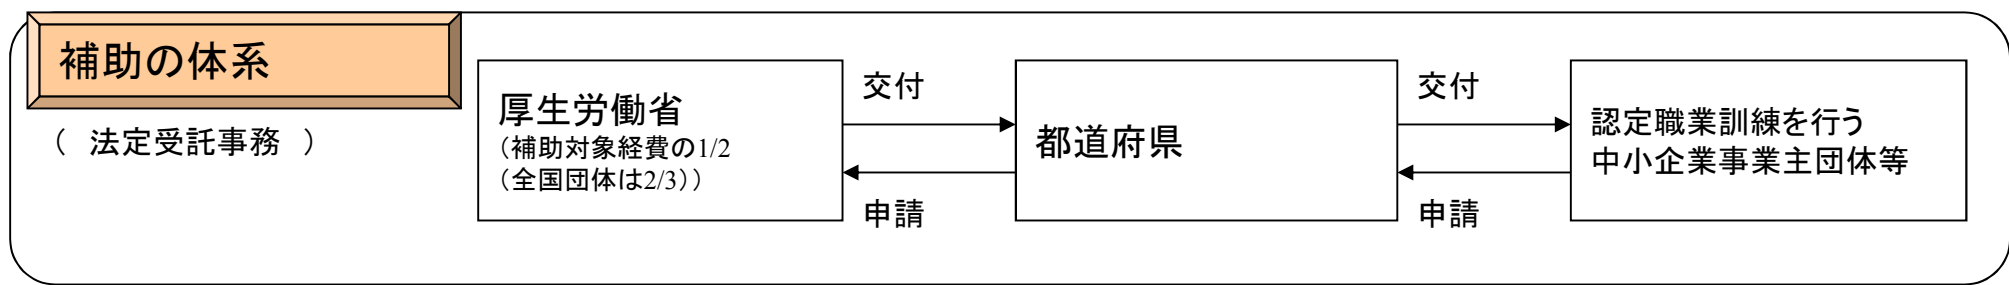 補助の体系
（　法定受託事務　）
厚生労働省
（補助対象経費の1/2
（全国団体は2/3））
交付
申請
都道府県
交付
申請
認定職業訓練を行う
中小企業事業主団体等